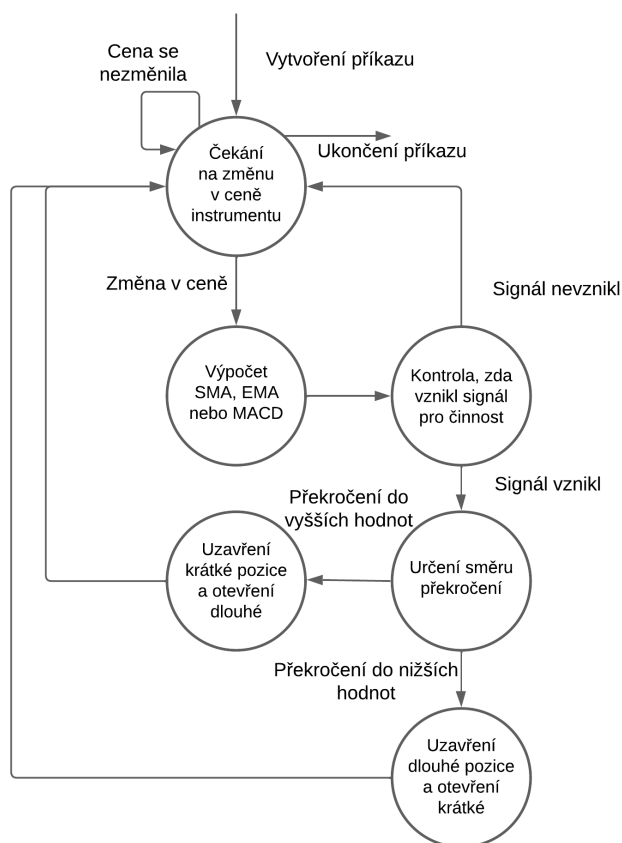 Cena se
nezměnila
Vytvoření příkazu
Čekání
na změnu
v ceně
instrumentu
Ukončení příkazu
Změna v ceně
Signál nevznikl
Výpočet
SMA, EMA
nebo MACD
Kontrola, zda
vznikl signál
pro činnost
Signál vznikl
Překročení do
vyšších hodnot
Uzavření
krátké pozice
a otevření
dlouhé
Určení směru
překročení
Překročení do nižších
hodnot
Uzavření
dlouhé pozice
a otevření
krátké